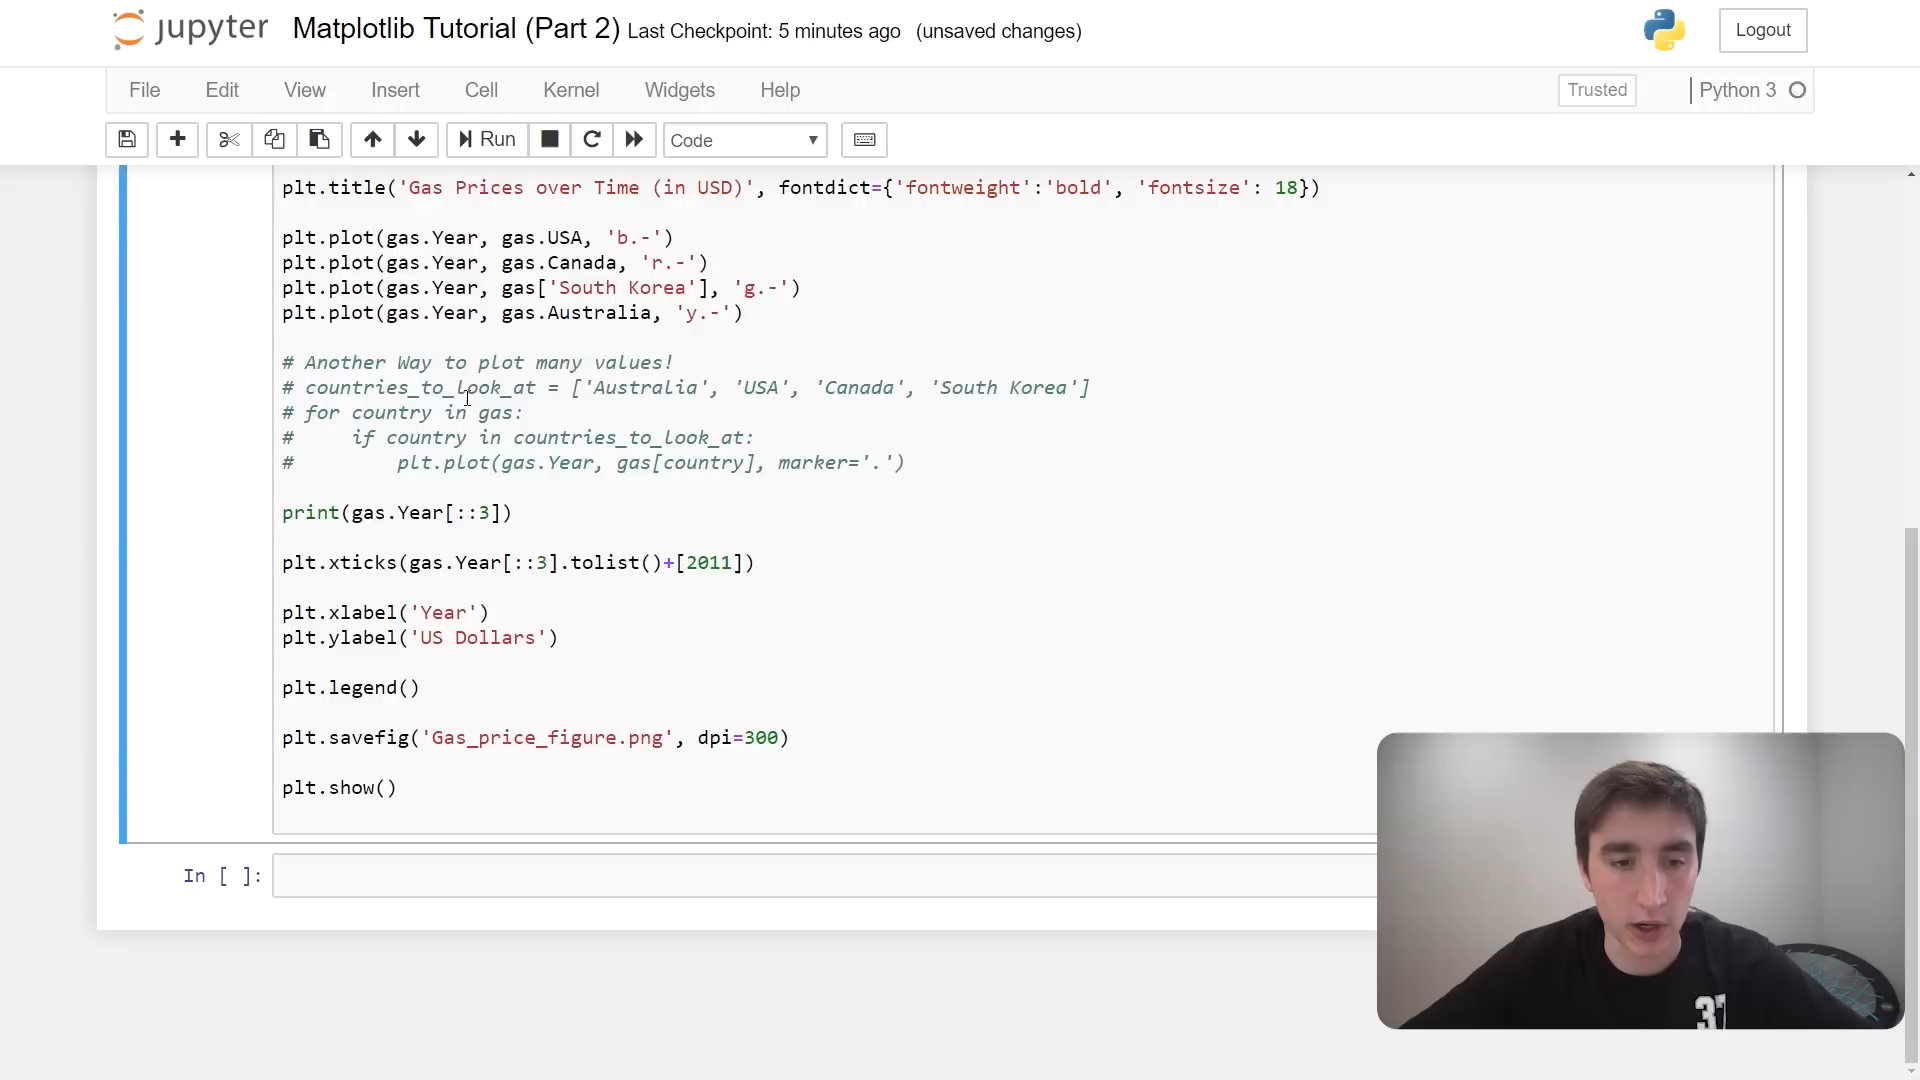 jupyter Matplotlib Tutorial (Part 2) Last Checkpoint: 5 minutes ago (unsaved changes) Logout
File Edit View Insert Cell Kernel Widgets Help Trusted Python 3
Run Code
plt.title('Gas Prices over Time (in USD)', fontdict={'fontweight':'bold', 'fontsize': 18})
plt.plot(gas.Year, gas.USA, 'b.-')
plt.plot(gas.Year, gas.Canada, 'r.-')
plt.plot(gas.Year, gas['South Korea'], 'g.-')
plt.plot(gas.Year, gas.Australia, 'y.-')
# Another Way to plot many values!
# countries_to_look_at = ['Australia', 'USA', 'Canada', 'South Korea']
# for country in gas:
#     if country in countries_to_look_at:
#         plt.plot(gas.Year, gas[country], marker='.')
print(gas.Year[::3])
plt.xticks(gas.Year[::3].tolist()+[2011])
plt.xlabel('Year')
plt.ylabel('US Dollars')
plt.legend()
plt.savefig('Gas_price_figure.png', dpi=300)
plt.show()
In [ ]:
37